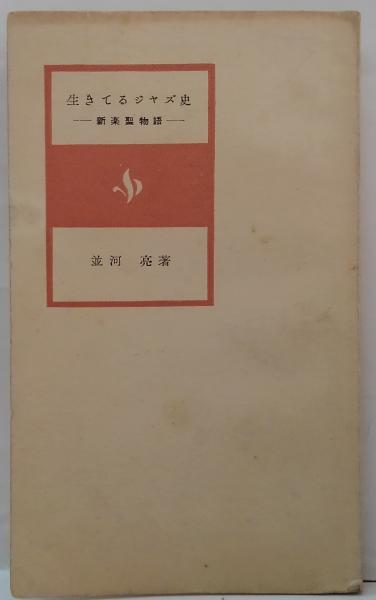 生きてるジャズ史
── 新楽聖物語 ──
並河 亮著